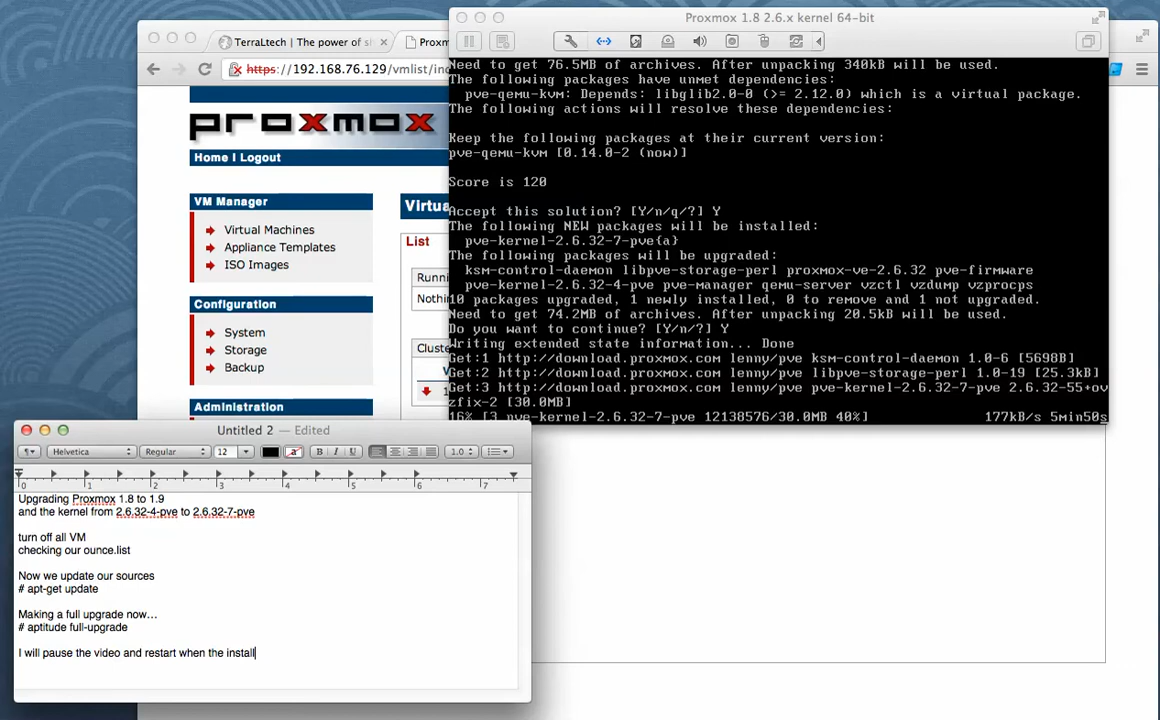 TerraLtech | The power of s
Proxm
https://192.168.76.129/vmlist/ind
proxmox
Home | Logout
VM Manager
Virtual Machines
Appliance Templates
ISO Images
Configuration
System
Storage
Backup
Administration
Virtua
List
Runni
Nothi
Cluste
V
1
Proxmox 1.8 2.6.x kernel 64-bit
Need to get 76.5MB of archives. After unpacking 340kB will be used.
The following packages have unmet dependencies:
pve-qemu-kvm: Depends: libglib2.0-0 (>= 2.12.0) which is a virtual package.
The following actions will resolve these dependencies:
Keep the following packages at their current version:
pve-qemu-kvm [0.14.0-2 (now)]
Score is 120
Accept this solution? [Y/n/q/?] Y
The following NEW packages will be installed:
pve-kernel-2.6.32-7-pve{a}
The following packages will be upgraded:
ksm-control-daemon libpve-storage-perl proxmox-ve-2.6.32 pve-firmware
pve-kernel-2.6.32-4-pve pve-manager qemu-server vzctl vzdump vzprocps
10 packages upgraded, 1 newly installed, 0 to remove and 1 not upgraded.
Need to get 74.2MB of archives. After unpacking 20.5kB will be used.
Do you want to continue? [Y/n/?] Y
Writing extended state information... Done
Get:1 http://download.proxmox.com lenny/pve ksm-control-daemon 1.0-6 [5698B]
Get:2 http://download.proxmox.com lenny/pve libpve-storage-perl 1.0-19 [25.3kB]
Get:3 http://download.proxmox.com lenny/pve pve-kernel-2.6.32-7-pve 2.6.32-55+ov
zfix-2 [30.0MB]
16% [3 pve-kernel-2.6.32-7-pve 12138576/30.0MB 40%] 177kB/s 5min50s
Untitled 2 — Edited
Helvetica Regular 12 a B I U 1.0
0 1 2 3 4 5 6 7
Upgrading Proxmox 1.8 to 1.9
and the kernel from 2.6.32-4-pve to 2.6.32-7-pve
turn off all VM
checking our ounce.list
Now we update our sources
# apt-get update
Making a full upgrade now…
# aptitude full-upgrade
I will pause the video and restart when the install